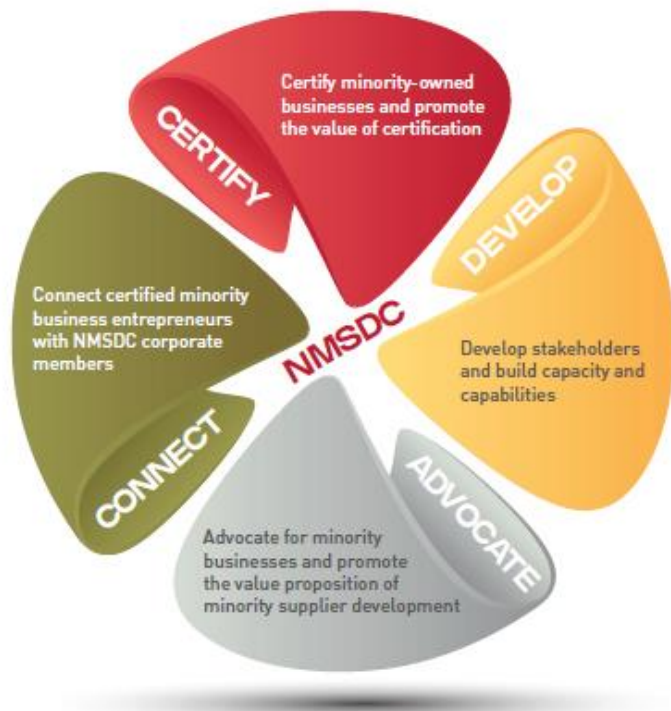 CERTIFY
Certify minority-owned
businesses and promote
the value of certification
DEVELOP
Develop stakeholders
and build capacity and
capabilities
NMSDC
Connect certified minority
business entrepreneurs
with NMSDC corporate
members
CONNECT
ADVOCATE
Advocate for minority
businesses and promote
the value proposition of
minority supplier development